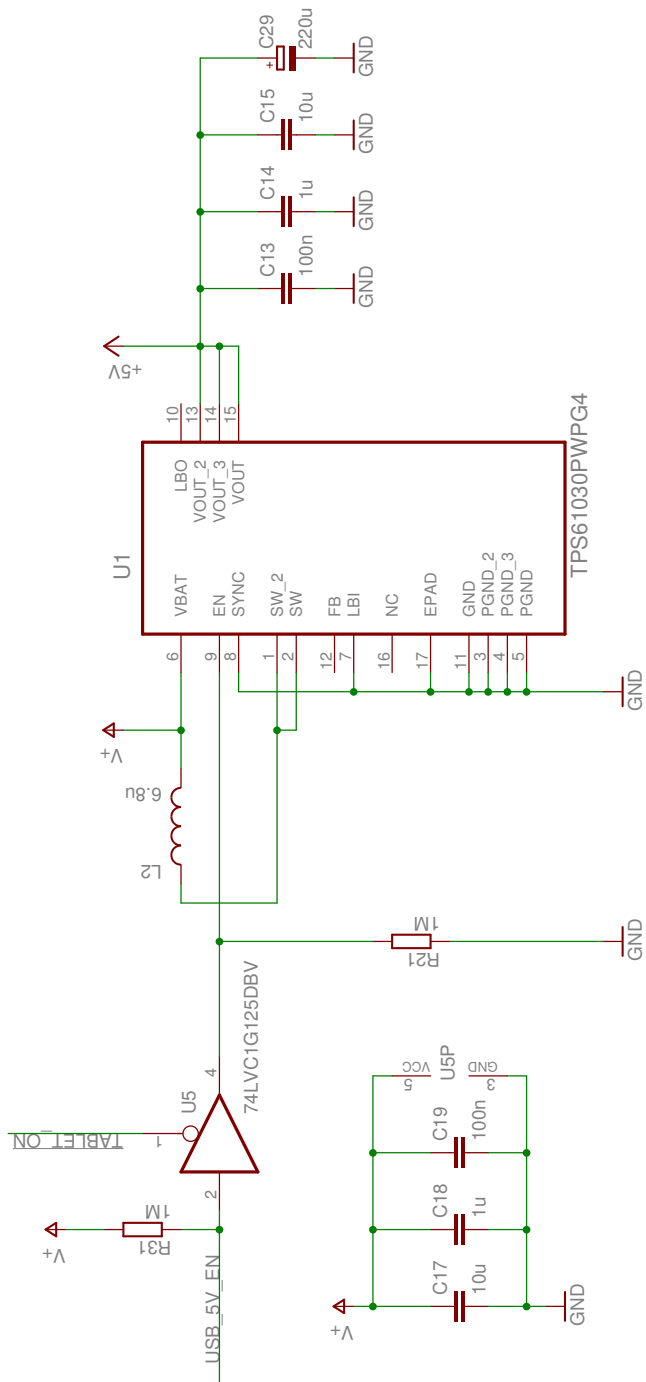 C29
220u
+
GND
C15
10u
GND
C14
1u
GND
C13
100n
GND
+5V
10
13
14
15
LBO
VOUT_2
VOUT_3
VOUT
U1
TPS61030PWPG4
VBAT
EN
SYNC
SW_2
SW
FB
LBI
NC
EPAD
GND
PGND_2
PGND_3
PGND
6
9
8
1
2
12
7
16
17
11
3
4
5
GND
V+
6.8u
L2
1M
R21
GND
74LVC1G125DBV
U5
4
1
2
TABLET_ON
V+
1M
R31
USB_5V_EN
VCC
5
U5P
GND
3
C19
100n
C18
1u
C17
10u
V+
GND